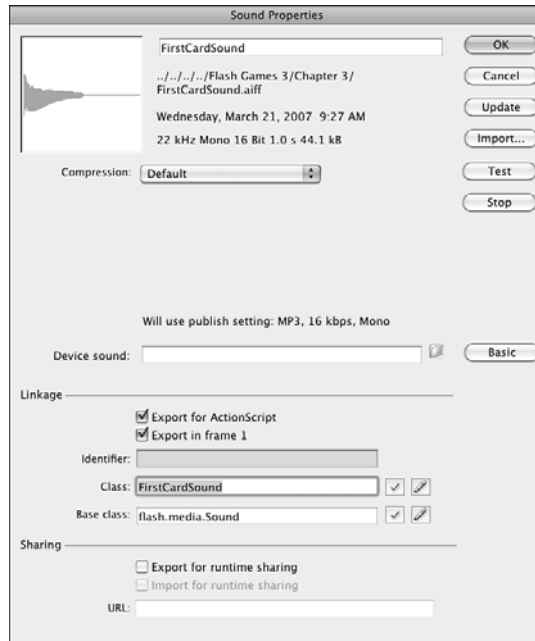 Sound Properties
FirstCardSound
OK
../../../../Flash Games 3/Chapter 3/
FirstCardSound.aiff
Cancel
Wednesday, March 21, 2007 9:27 AM
Update
22 kHz Mono 16 Bit 1.0 s 44.1 kB
Import...
Compression: Default
Test
Stop
Will use publish setting: MP3, 16 kbps, Mono
Device sound:
Basic
Linkage
Export for ActionScript
Export in frame 1
Identifier:
Class: FirstCardSound
Base class: flash.media.Sound
Sharing
Export for runtime sharing
Import for runtime sharing
URL: